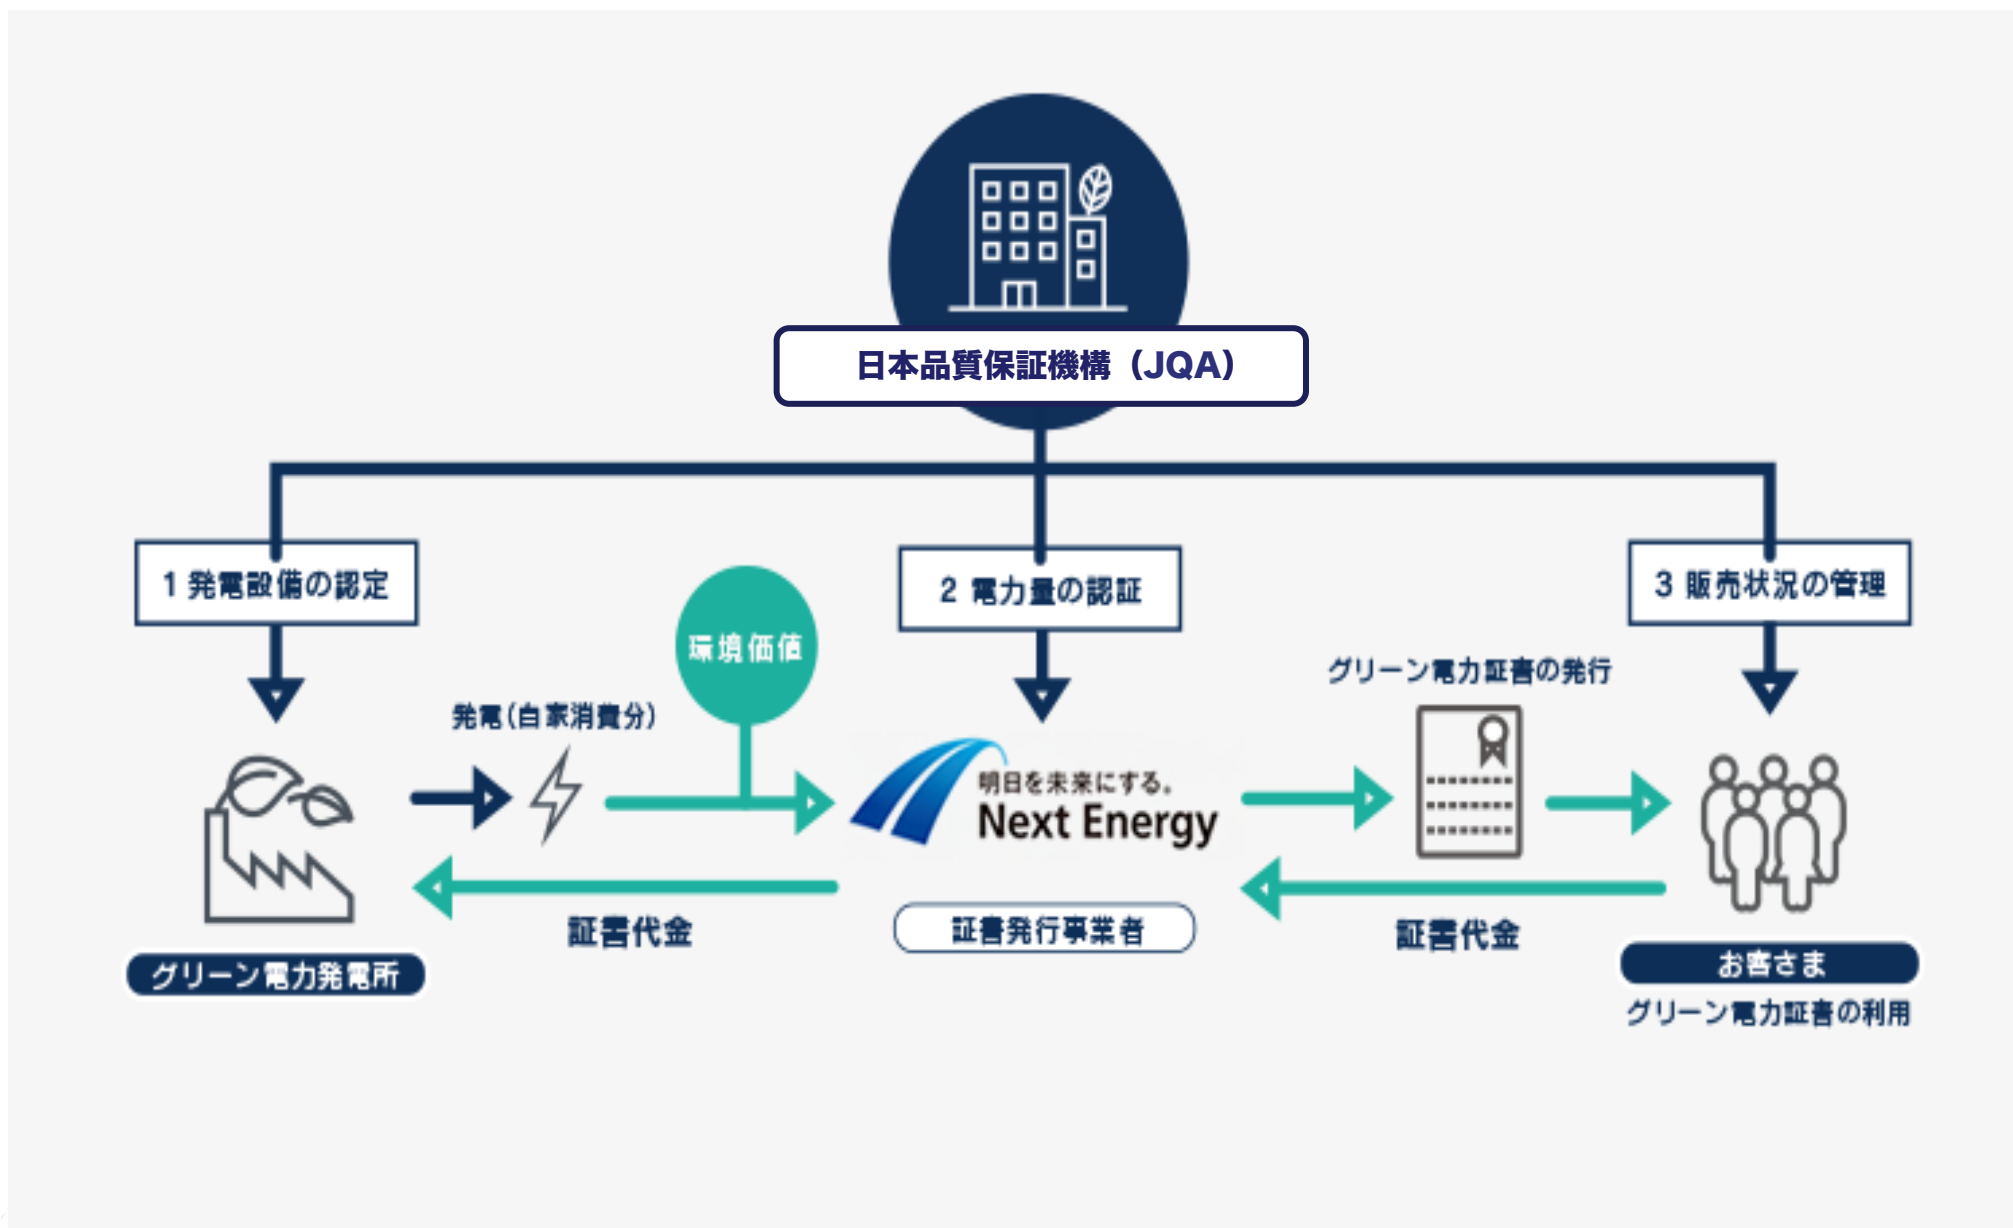 日本品質保証機構（JQA）
1 発電設備の認定
2 電力量の認証
3 販売状況の管理
環境価値
グリーン電力証書の発行
発電(自家消費分)
明日を未来にする。
Next Energy
証書代金
証書発行事業者
証書代金
グリーン電力発電所
お客さま
グリーン電力証書の利用